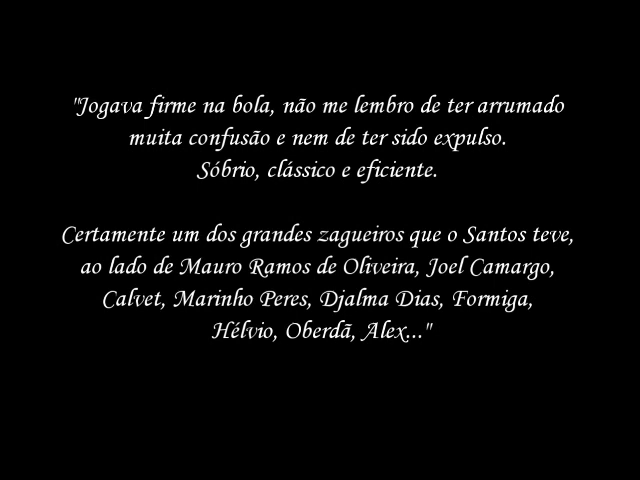 "Jogava firme na bola, não me lembro de ter arrumado
muita confusão e nem de ter sido expulso.
Sóbrio, clássico e eficiente.
Certamente um dos grandes zagueiros que o Santos teve,
ao lado de Mauro Ramos de Oliveira, Joel Camargo,
Calvet, Marinho Peres, Djalma Dias, Formiga,
Hélvio, Oberdã, Alex..."